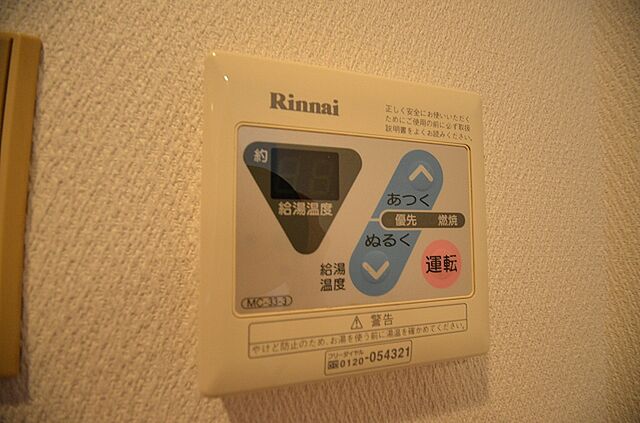 Rinnai
正しく安全にお使いいただく
ためにご使用の前に必ず取扱
説明書をよくお読みください。
約
給湯温度
あつく
優先 燃焼
ぬるく
給湯
温度
運転
MC-33-3
警告
やけど防止のため、お湯を使う前に湯温を確かめてください。
フリーダイヤル
0120-054321